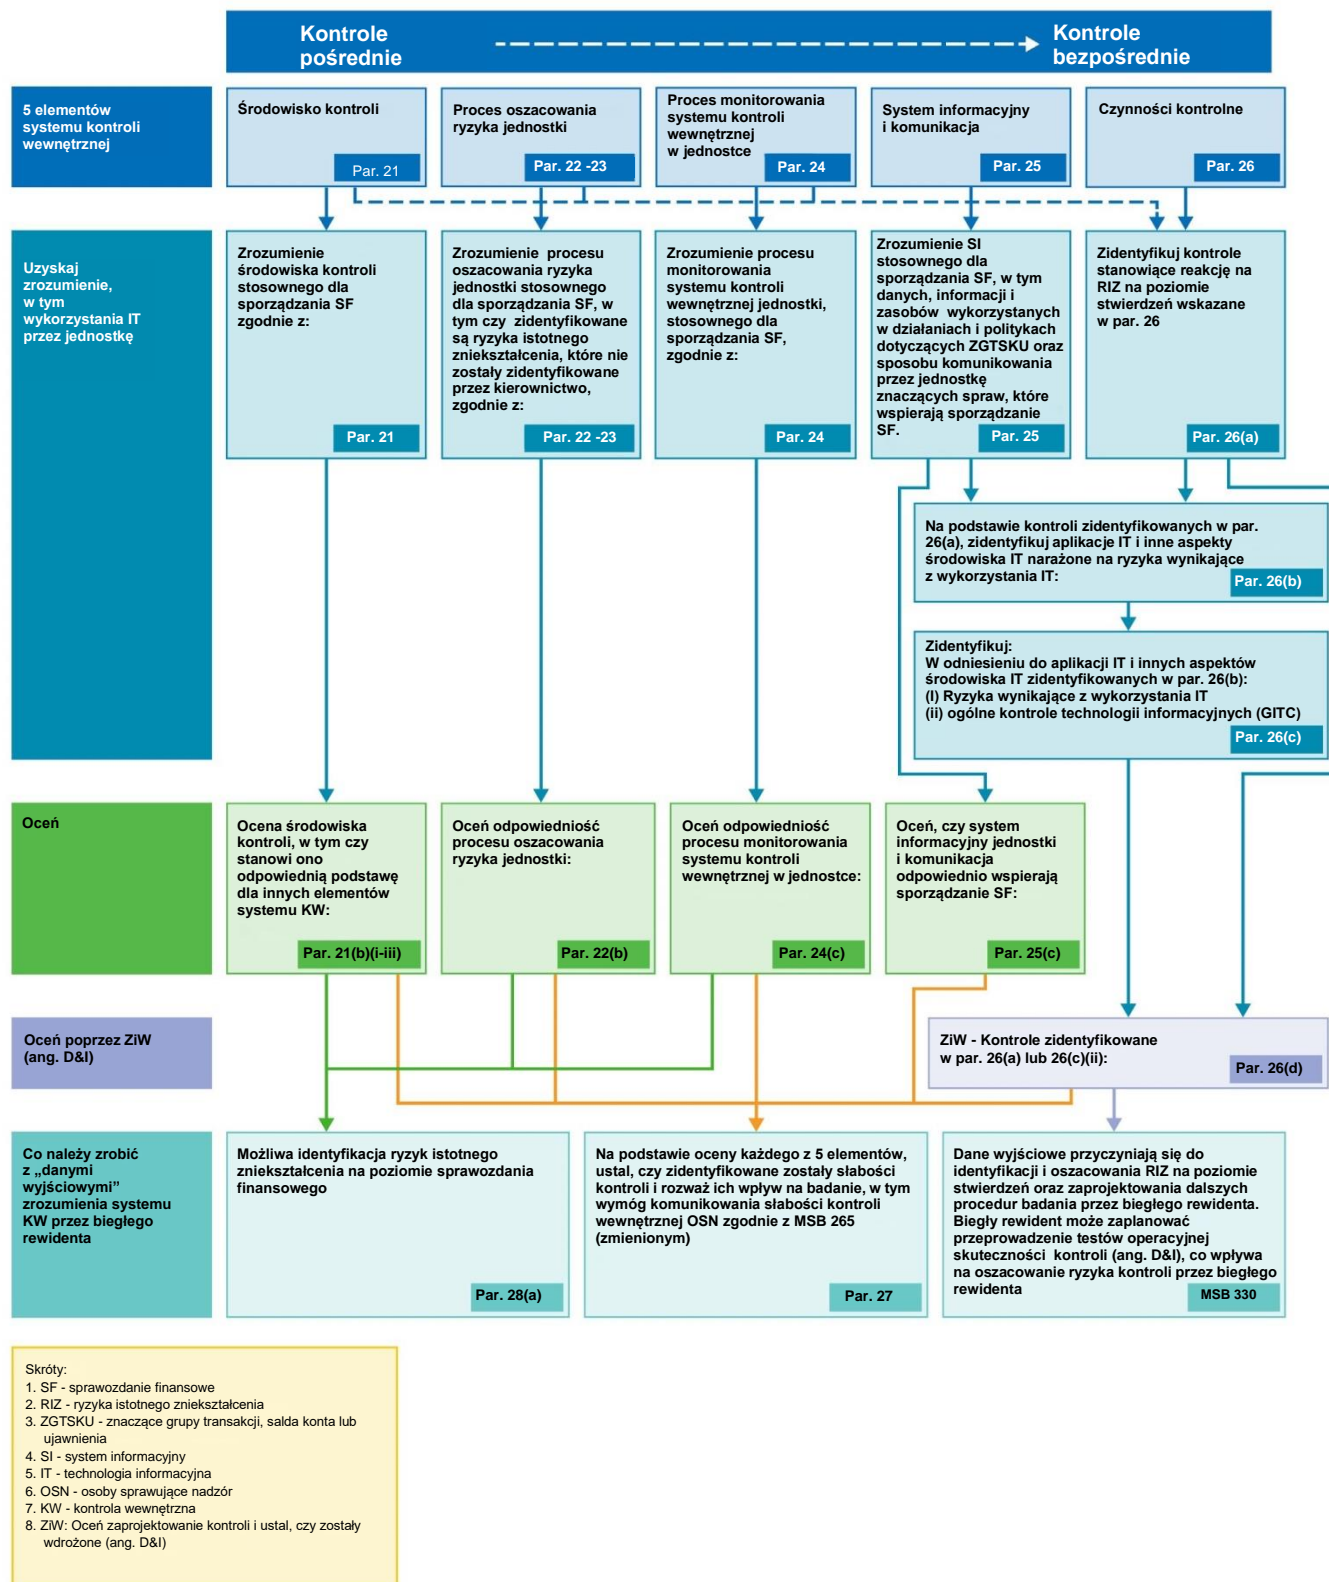 Kontrole
pośrednie
Kontrole
bezpośrednie
5 elementów
systemu kontroli
wewnętrznej
Środowisko kontroli
Par. 21
Proces oszacowania
ryzyka jednostki
Par. 22 -23
Proces monitorowania
systemu kontroli
wewnętrznej
w jednostce
Par. 24
System informacyjny
i komunikacja
Par. 25
Czynności kontrolne
Par. 26
Uzyskaj
zrozumienie,
w tym
wykorzystania IT
przez jednostkę
Zrozumienie
środowiska kontroli
stosownego dla
sporządzania SF
zgodnie z:
Par. 21
Zrozumienie procesu
oszacowania ryzyka
jednostki stosownego
dla sporządzania SF, w
tym czy zidentyfikowane
są ryzyka istotnego
zniekształcenia, które nie
zostały zidentyfikowane
przez kierownictwo,
zgodnie z:
Par. 22 -23
Zrozumienie procesu
monitorowania
systemu kontroli
wewnętrznej jednostki,
stosownego dla
sporządzania SF,
zgodnie z:
Par. 24
Zrozumienie SI
stosownego dla
sporządzania SF, w tym
danych, informacji i
zasobów wykorzystanych
w działaniach i politykach
dotyczących ZGTSKU oraz
sposobu komunikowania
przez jednostkę
znaczących spraw, które
wspierają sporządzanie
SF.
Par. 25
Zidentyfikuj kontrole
stanowiące reakcję na
RIZ na poziomie
stwierdzeń wskazane
w par. 26
Par. 26(a)
Na podstawie kontroli zidentyfikowanych w par.
26(a), zidentyfikuj aplikacje IT i inne aspekty
środowiska IT narażone na ryzyka wynikające
z wykorzystania IT:
Par. 26(b)
Zidentyfikuj:
W odniesieniu do aplikacji IT i innych aspektów
środowiska IT zidentyfikowanych w par. 26(b):
(I) Ryzyka wynikające z wykorzystania IT
(ii) ogólne kontrole technologii informacyjnych (GITC)
Par. 26(c)
Oceń
Ocena środowiska
kontroli, w tym czy
stanowi ono
odpowiednią podstawę
dla innych elementów
systemu KW:
Par. 21(b)(i-iii)
Oceń odpowiedniość
procesu oszacowania
ryzyka jednostki:
Par. 22(b)
Oceń odpowiedniość
procesu monitorowania
systemu kontroli
wewnętrznej w jednostce:
Par. 24(c)
Oceń, czy system
informacyjny jednostki
i komunikacja
odpowiednio wspierają
sporządzanie SF:
Par. 25(c)
Oceń poprzez ZiW
(ang. D&I)
ZiW - Kontrole zidentyfikowane
w par. 26(a) lub 26(c)(ii):
Par. 26(d)
Co należy zrobić
z „danymi
wyjściowymi”
zrozumienia systemu
KW przez biegłego
rewidenta
Możliwa identyfikacja ryzyk istotnego
zniekształcenia na poziomie sprawozdania
finansowego
Par. 28(a)
Na podstawie oceny każdego z 5 elementów,
ustal, czy zidentyfikowane zostały słabości
kontroli i rozważ ich wpływ na badanie, w tym
wymóg komunikowania słabości kontroli
wewnętrznej OSN zgodnie z MSB 265
(zmienionym)
Par. 27
Dane wyjściowe przyczyniają się do
identyfikacji i oszacowania RIZ na poziomie
stwierdzeń oraz zaprojektowania dalszych
procedur badania przez biegłego rewidenta.
Biegły rewident może zaplanować
przeprowadzenie testów operacyjnej
skuteczności kontroli (ang. D&I), co wpływa
na oszacowanie ryzyka kontroli przez biegłego
rewidenta
MSB 330
Skróty:
1. SF - sprawozdanie finansowe
2. RIZ - ryzyka istotnego zniekształcenia
3. ZGTSKU - znaczące grupy transakcji, salda konta lub
ujawnienia
4. SI - system informacyjny
5. IT - technologia informacyjna
6. OSN - osoby sprawujące nadzór
7. KW - kontrola wewnętrzna
8. ZiW: Oceń zaprojektowanie kontroli i ustal, czy zostały
wdrożone (ang. D&I)